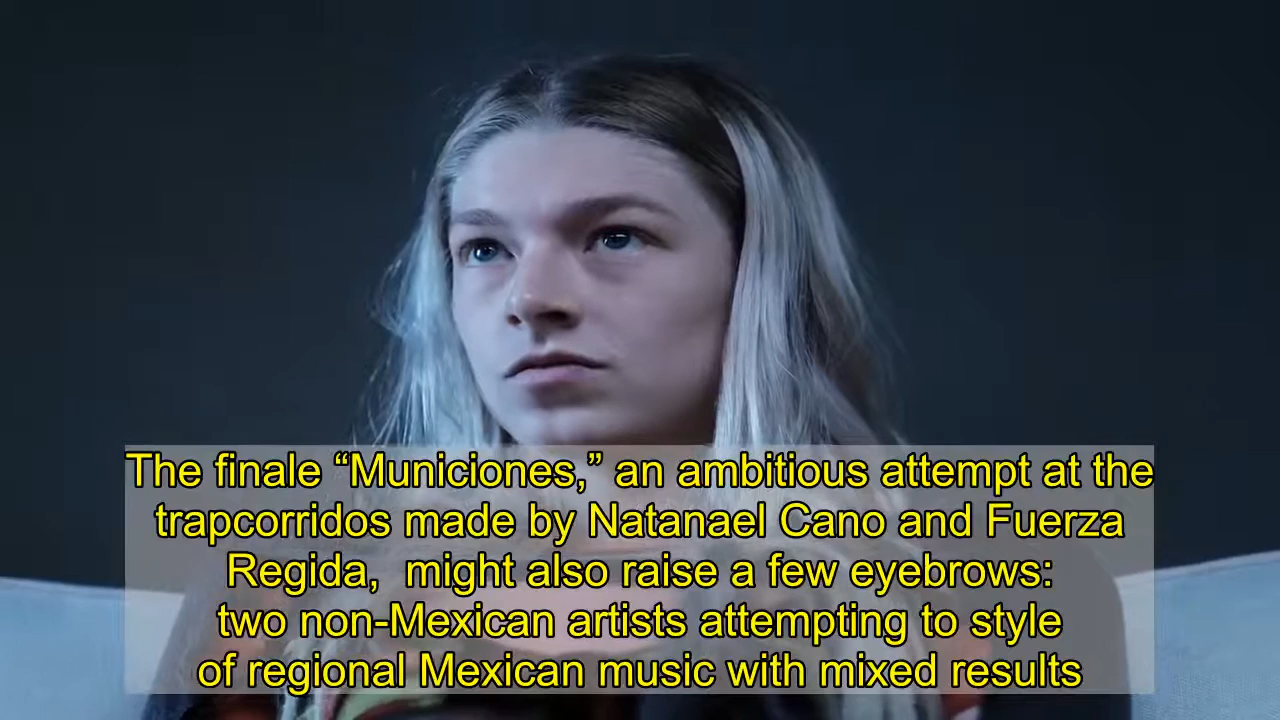 The finale “Municiones,” an ambitious attempt at the
trapcorridos made by Natanael Cano and Fuerza
Regida,  might also raise a few eyebrows:
two non-Mexican artists attempting to style
of regional Mexican music with mixed results